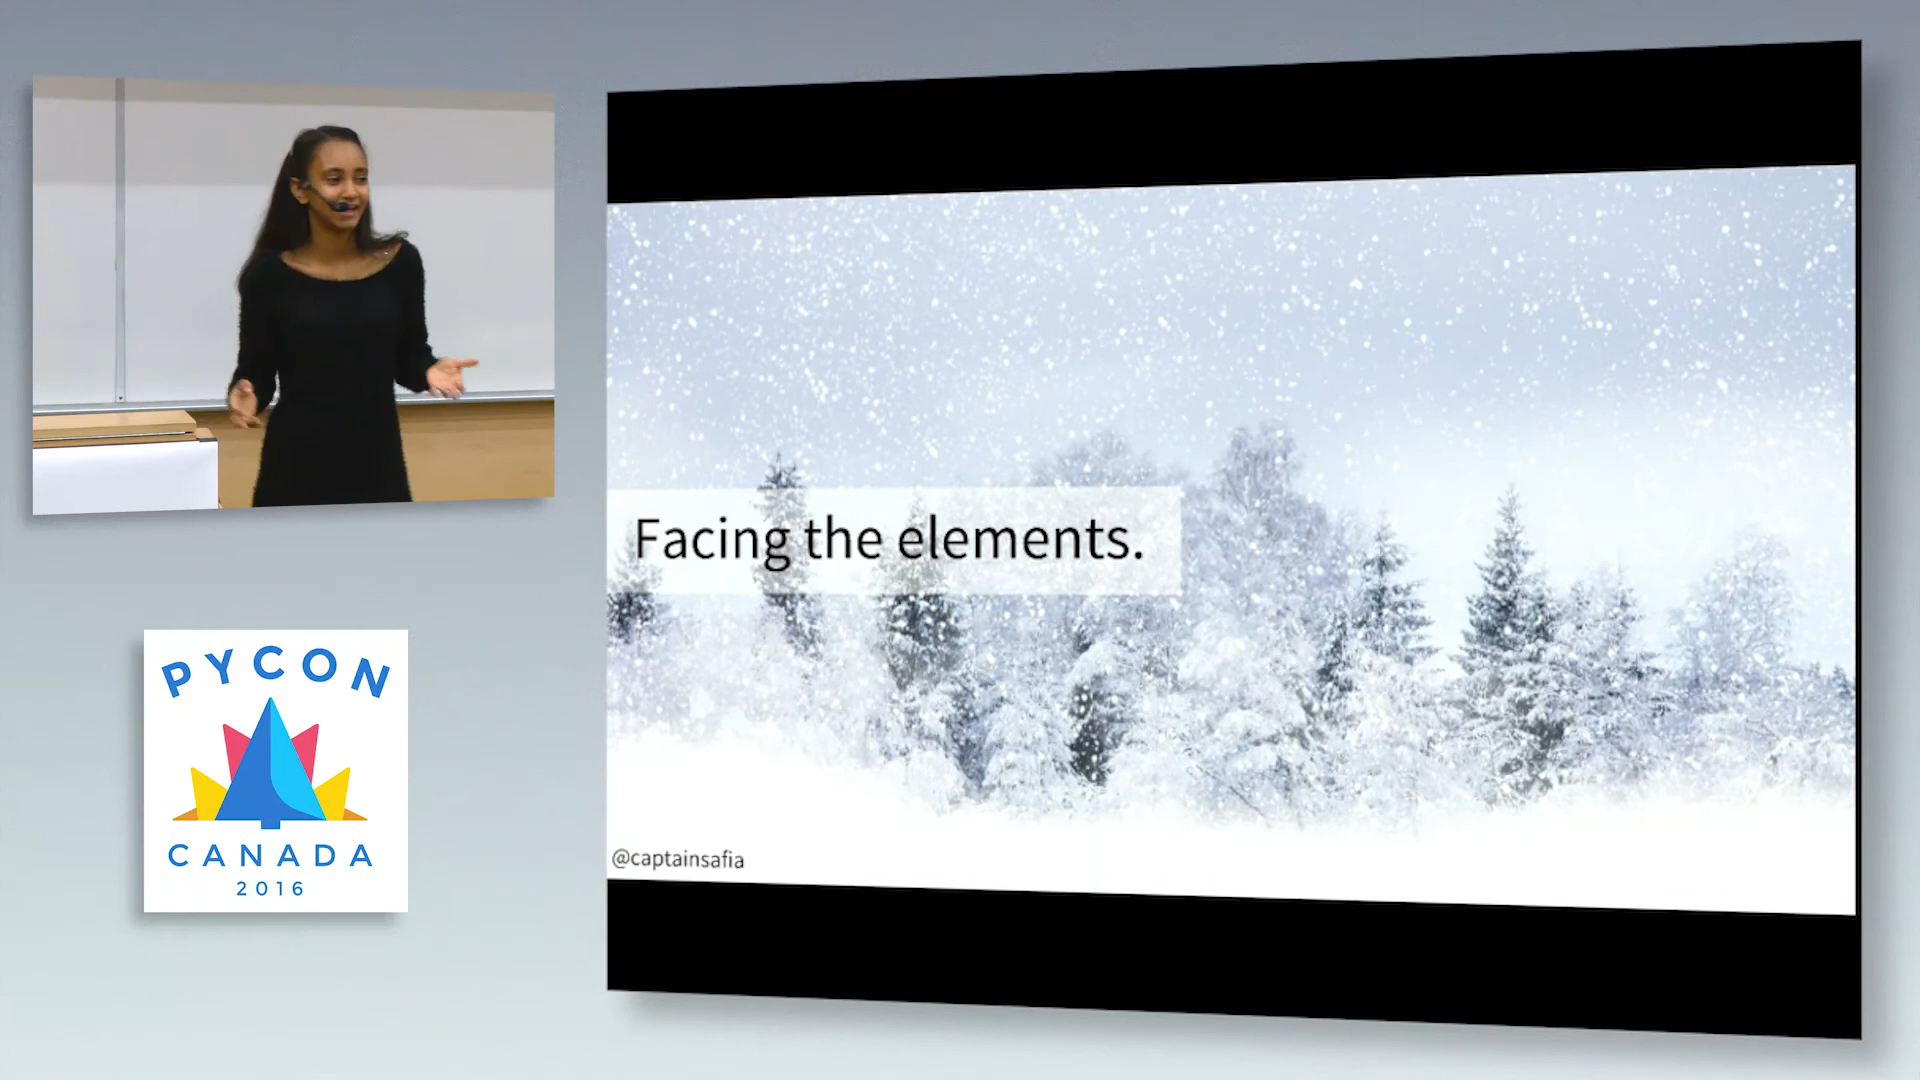 Facing the elements.
@captainsafia
PYCON
CANADA
2016